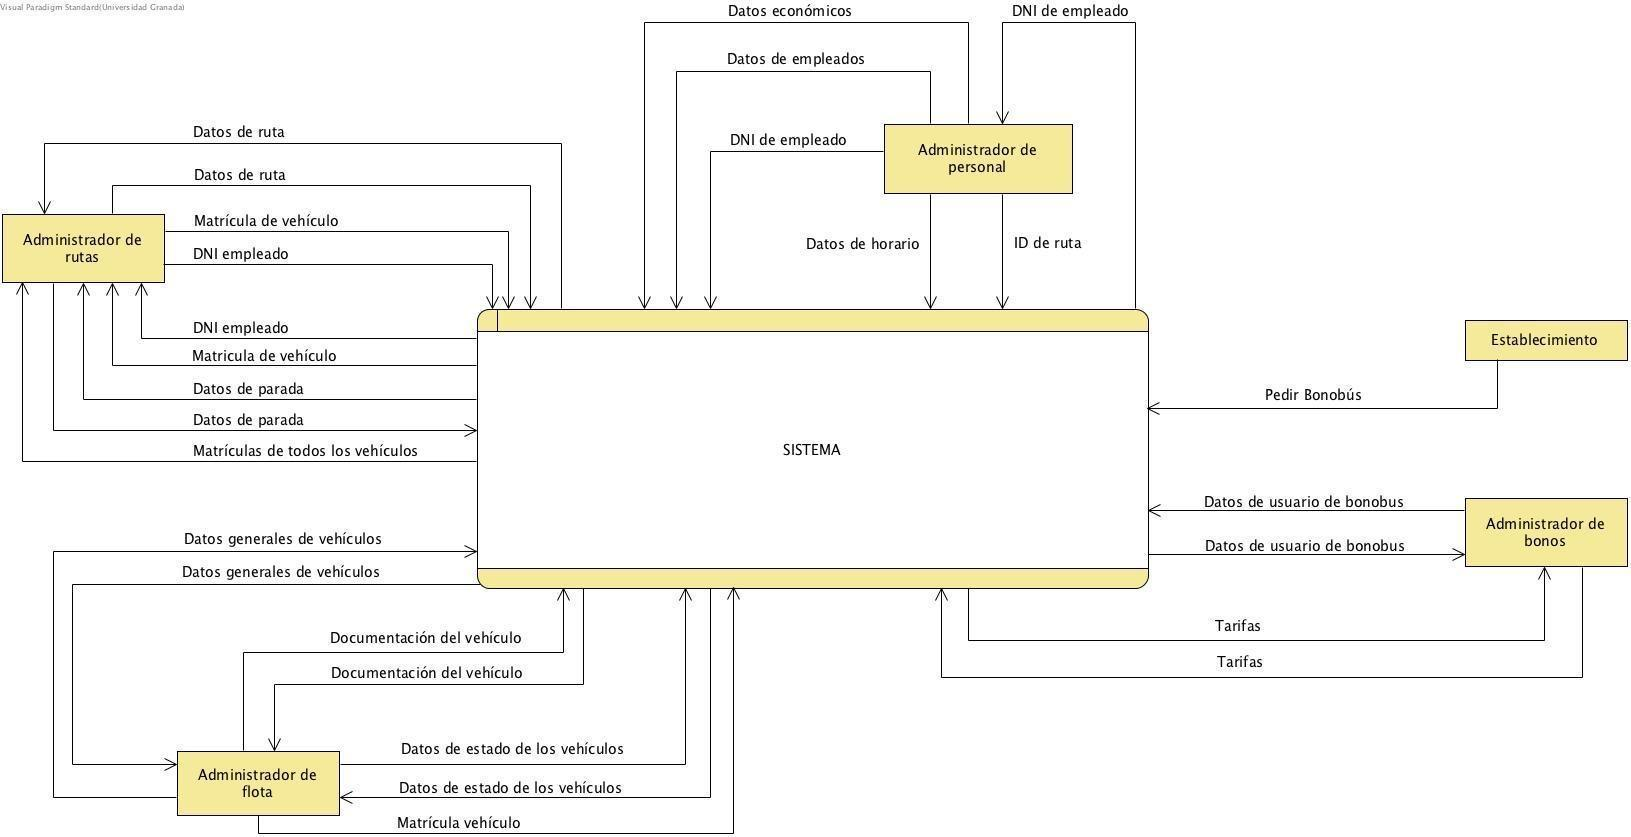 Visual Paradigm Standard(Universidad Granada)
Datos económicos
DNI de empleado
Datos de empleados
Datos de ruta
DNI de empleado
Administrador de
personal
Datos de ruta
Matrícula de vehículo
Administrador de
rutas
DNI empleado
Datos de horario
ID de ruta
DNI empleado
Matricula de vehículo
Datos de parada
Datos de parada
Matrículas de todos los vehículos
Establecimiento
Pedir Bonobús
SISTEMA
Datos de usuario de bonobus
Datos de usuario de bonobus
Administrador de
bonos
Datos generales de vehículos
Datos generales de vehículos
Documentación del vehículo
Documentación del vehículo
Tarifas
Tarifas
Administrador de
flota
Datos de estado de los vehículos
Datos de estado de los vehículos
Matrícula vehículo